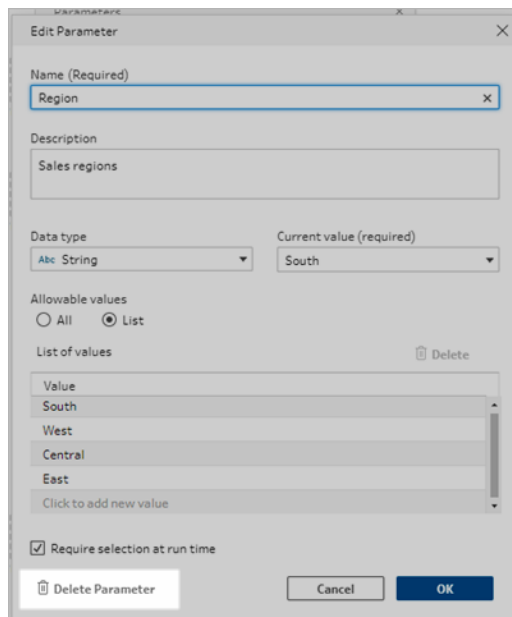 Parameters
Edit Parameter
Name (Required)
Region
Description
Sales regions
Data type Current value (required)
Abc String South
Allowable values
All List
List of values Delete
Value
South
West
Central
East
Click to add new value
Require selection at run time
Delete Parameter Cancel OK